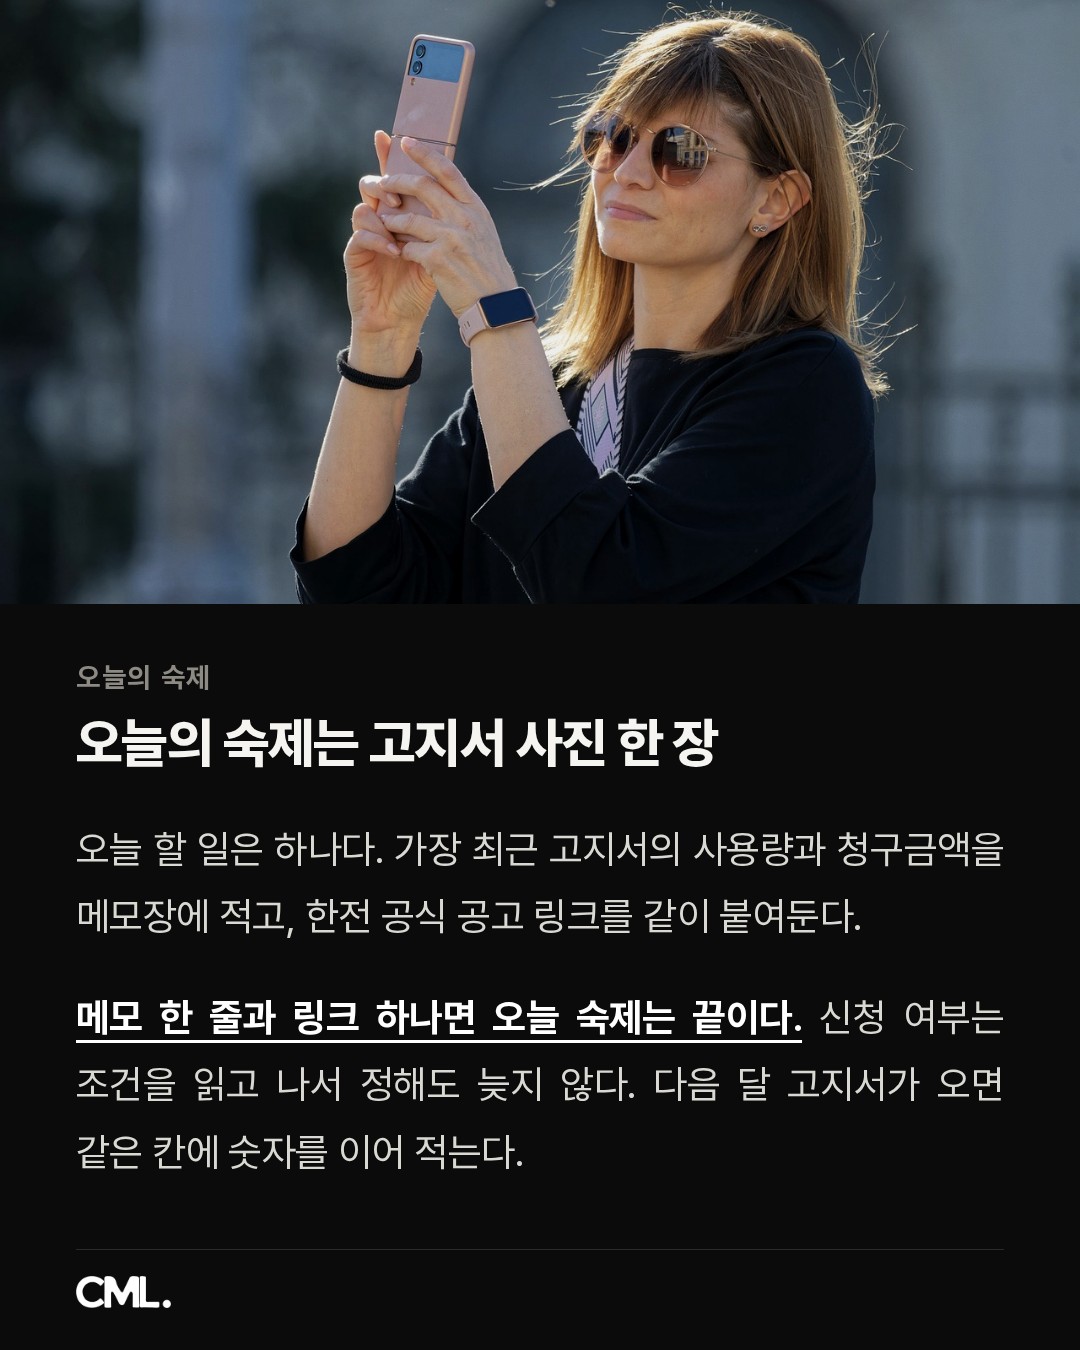 오늘의 숙제
오늘의 숙제는 고지서 사진 한 장
오늘 할 일은 하나다. 가장 최근 고지서의 사용량과 청구금액을
메모장에 적고, 한전 공식 공고 링크를 같이 붙여둔다.
메모 한 줄과 링크 하나면 오늘 숙제는 끝이다. 신청 여부는
조건을 읽고 나서 정해도 늦지 않다. 다음 달 고지서가 오면
같은 칸에 숫자를 이어 적는다.
CML.